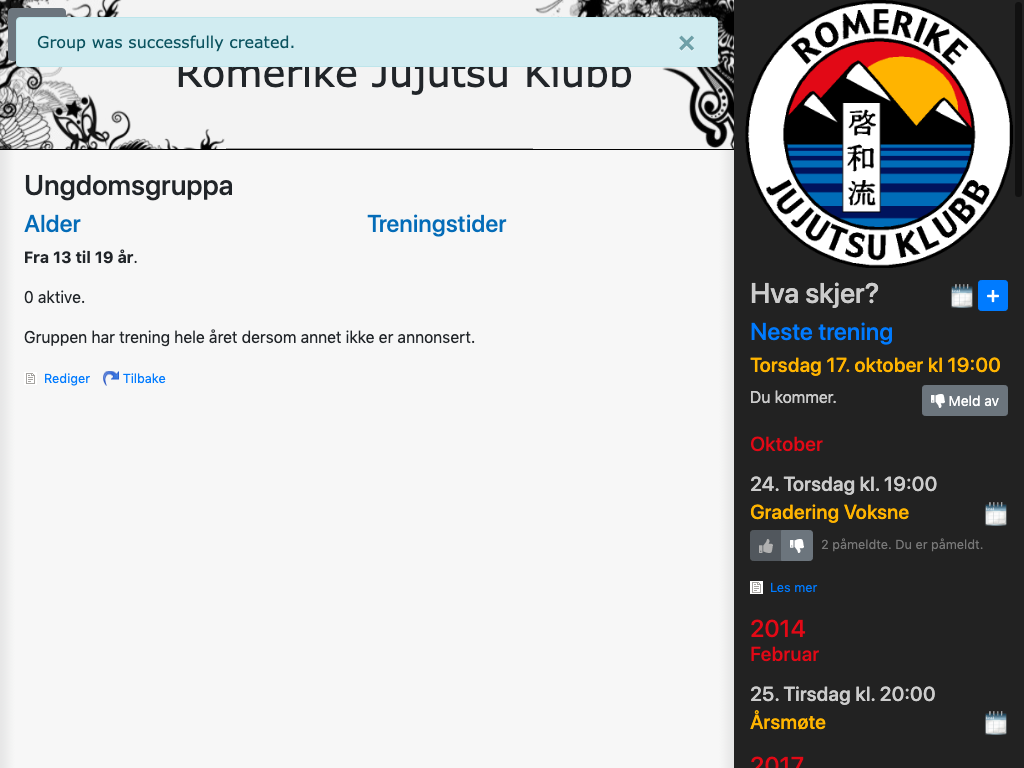 Group was successfully created.
×
Romerike Jujutsu Klubb
Ungdomsgruppa
Alder
Treningstider
Fra 13 til 19 år.
0 aktive.
Gruppen har trening hele året dersom annet ikke er annonsert.
Rediger
Tilbake
ROMERIKE
啓和流
JUJUTSU KLUBB
Hva skjer?
+
Neste trening
Torsdag 17. oktober kl 19:00
Du kommer.
Meld av
Oktober
24. Torsdag kl. 19:00
Gradering Voksne
2 påmeldte. Du er påmeldt.
Les mer
2014
Februar
25. Tirsdag kl. 20:00
Årsmøte
2017